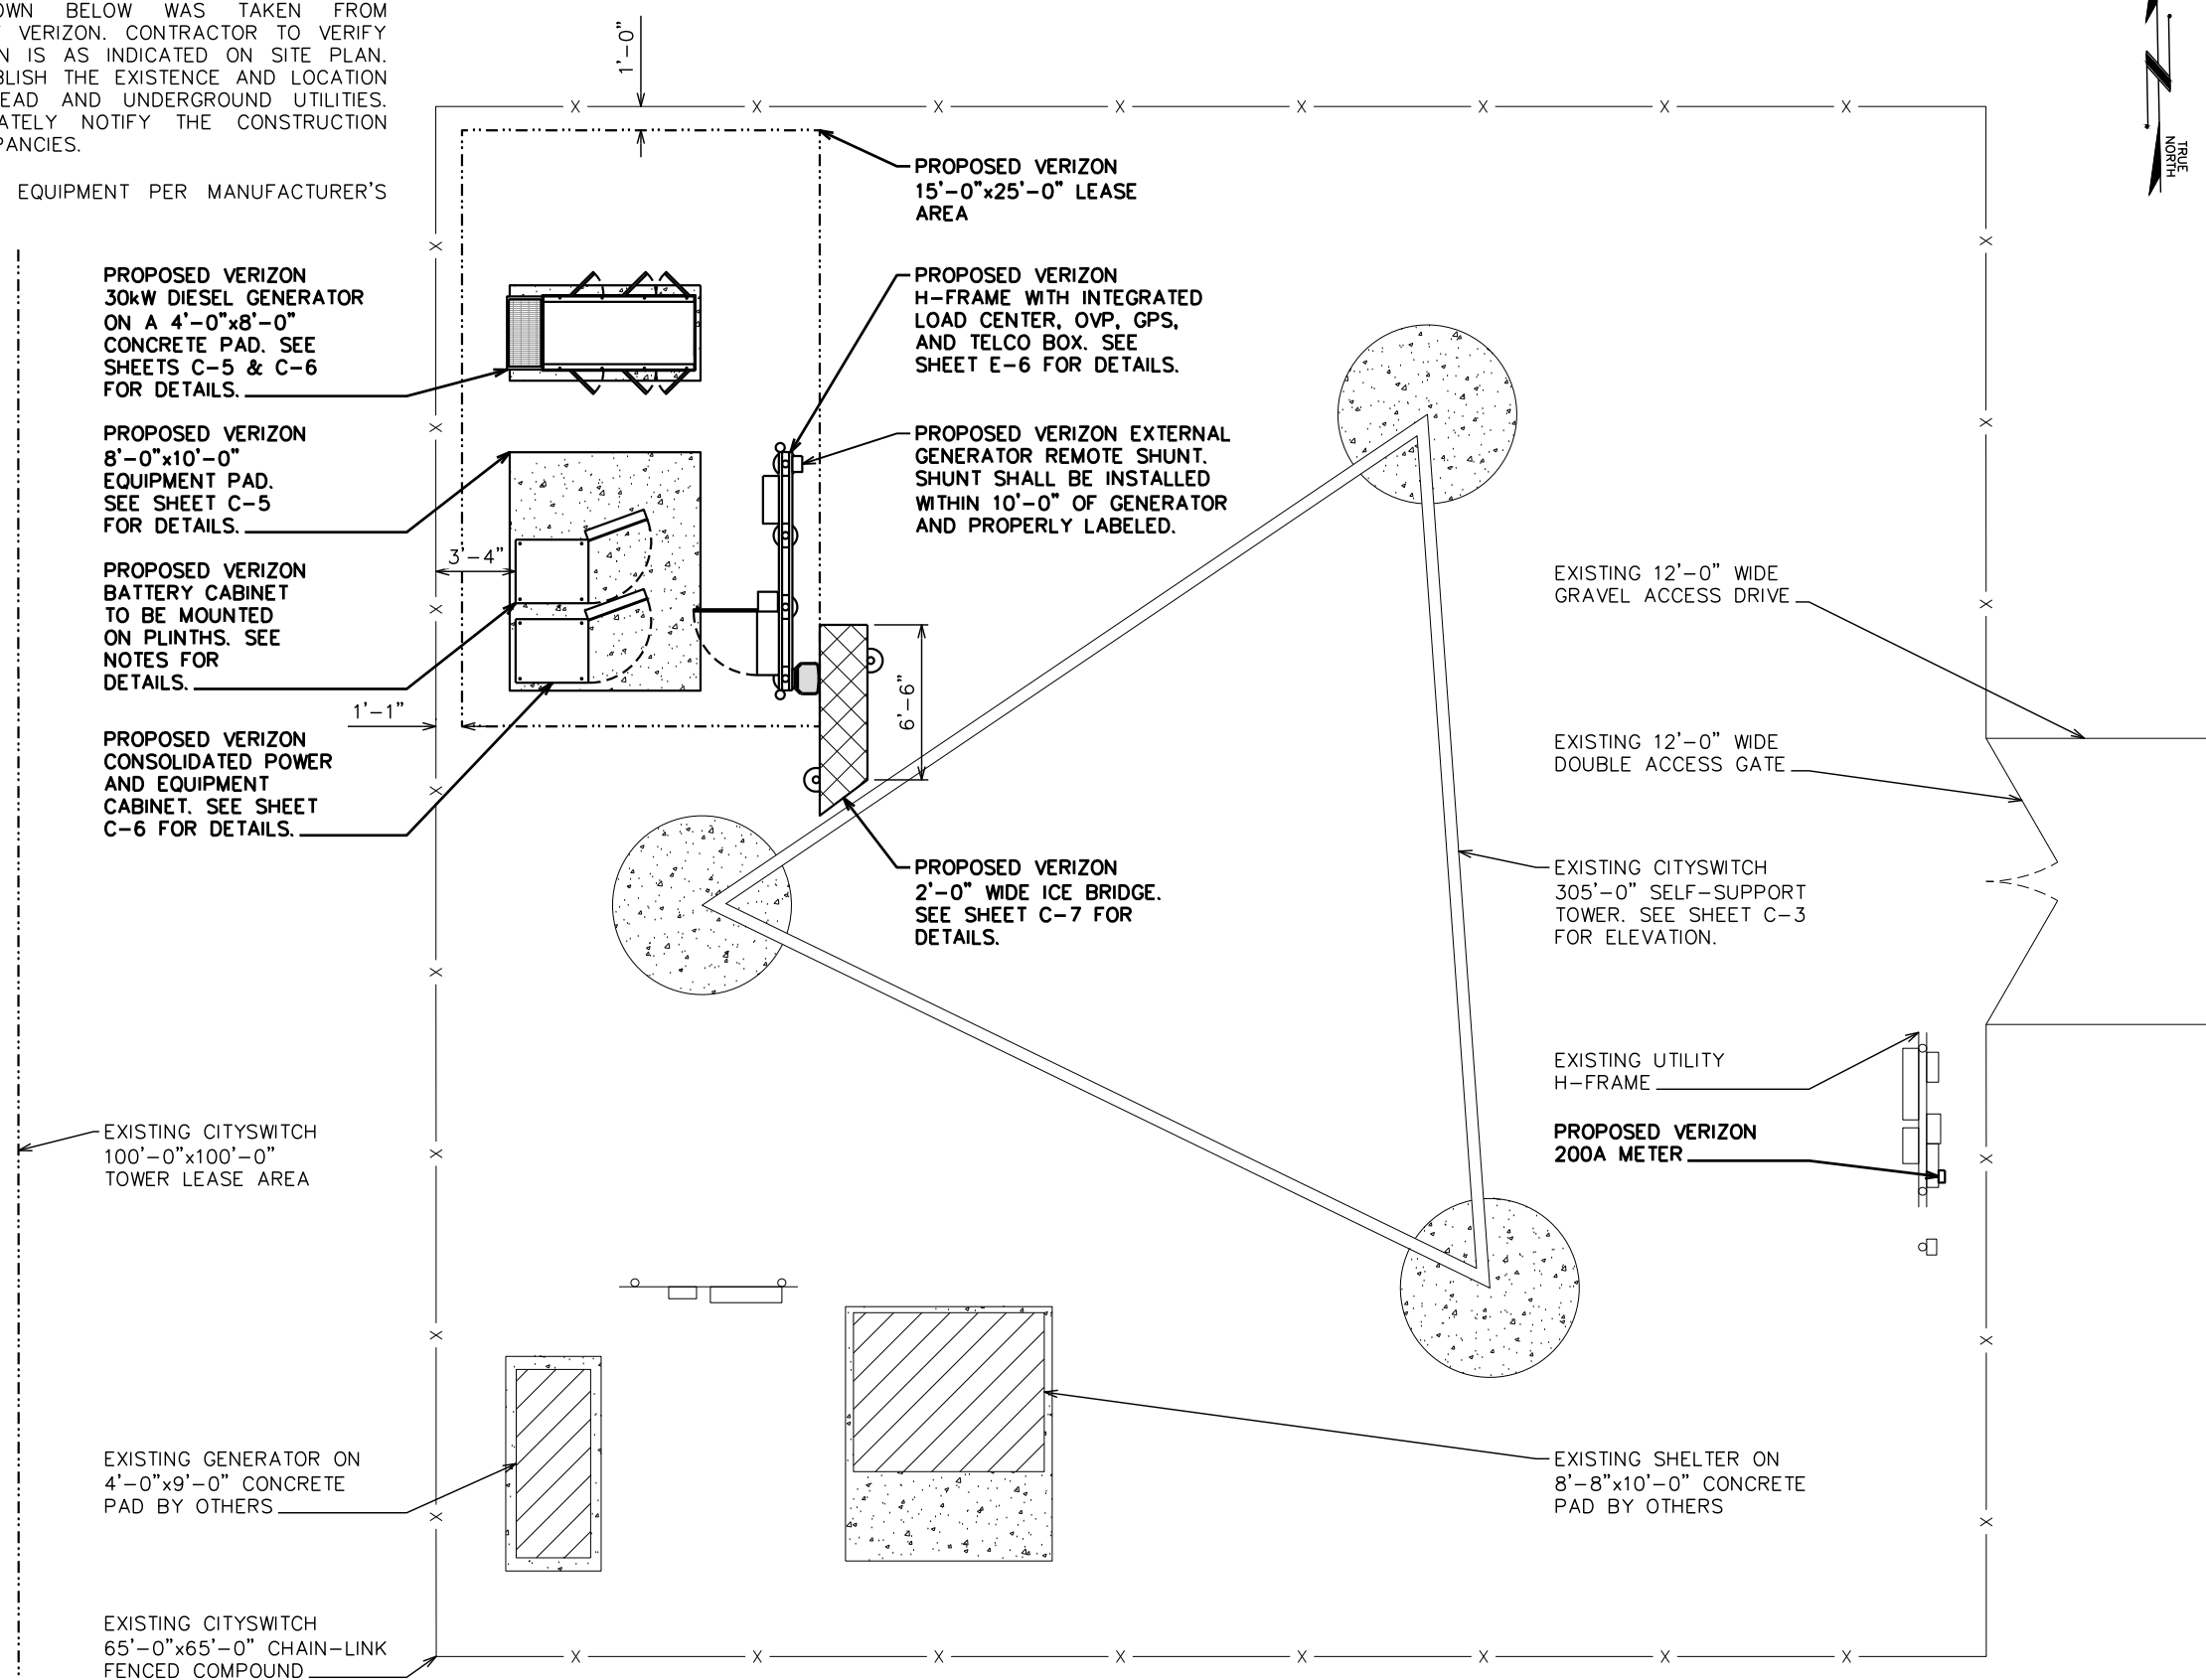 OWN BELOW WAS TAKEN FROM
VERIZON. CONTRACTOR TO VERIFY
N IS AS INDICATED ON SITE PLAN.
BLISH THE EXISTENCE AND LOCATION
EAD AND UNDERGROUND UTILITIES.
ATELY NOTIFY THE CONSTRUCTION
PANCIES.
EQUIPMENT PER MANUFACTURER'S
1'-0"
TRUE
NORTH
PROPOSED VERIZON
15'-0"x25'-0" LEASE
AREA
PROPOSED VERIZON
30kW DIESEL GENERATOR
ON A 4'-0"x8'-0"
CONCRETE PAD. SEE
SHEETS C-5 & C-6
FOR DETAILS.
PROPOSED VERIZON
H-FRAME WITH INTEGRATED
LOAD CENTER, OVP, GPS,
AND TELCO BOX. SEE
SHEET E-6 FOR DETAILS.
PROPOSED VERIZON
8'-0"x10'-0"
EQUIPMENT PAD.
SEE SHEET C-5
FOR DETAILS.
PROPOSED VERIZON EXTERNAL
GENERATOR REMOTE SHUNT.
SHUNT SHALL BE INSTALLED
WITHIN 10'-0" OF GENERATOR
AND PROPERLY LABELED.
3'-4"
PROPOSED VERIZON
BATTERY CABINET
TO BE MOUNTED
ON PLINTHS. SEE
NOTES FOR
DETAILS.
EXISTING 12'-0" WIDE
GRAVEL ACCESS DRIVE
1'-1"
6'-6"
PROPOSED VERIZON
CONSOLIDATED POWER
AND EQUIPMENT
CABINET. SEE SHEET
C-6 FOR DETAILS.
EXISTING 12'-0" WIDE
DOUBLE ACCESS GATE
PROPOSED VERIZON
2'-0" WIDE ICE BRIDGE.
SEE SHEET C-7 FOR
DETAILS.
EXISTING CITYSWITCH
305'-0" SELF-SUPPORT
TOWER. SEE SHEET C-3
FOR ELEVATION.
EXISTING UTILITY
H-FRAME
PROPOSED VERIZON
200A METER
EXISTING CITYSWITCH
100'-0"x100'-0"
TOWER LEASE AREA
EXISTING GENERATOR ON
4'-0"x9'-0" CONCRETE
PAD BY OTHERS
EXISTING SHELTER ON
8'-8"x10'-0" CONCRETE
PAD BY OTHERS
EXISTING CITYSWITCH
65'-0"x65'-0" CHAIN-LINK
FENCED COMPOUND